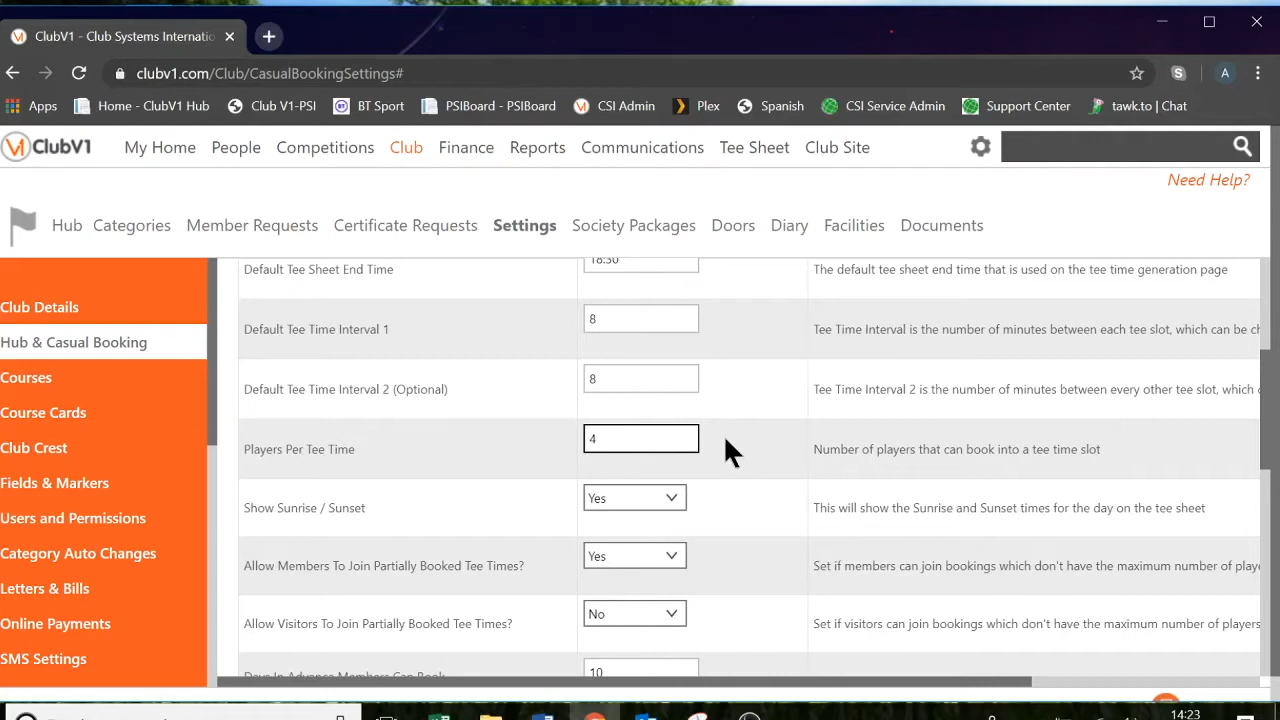 ClubV1 - Club Systems Internatio
clubv1.com/Club/CasualBookingSettings#
A
Apps Home - ClubV1 Hub Club V1-PSI BT Sport PSIBoard - PSIBoard CSI Admin Plex Spanish CSI Service Admin Support Center tawk.to | Chat
ClubV1 My Home People Competitions Club Finance Reports Communications Tee Sheet Club Site
Need Help?
Hub Categories Member Requests Certificate Requests Settings Society Packages Doors Diary Facilities Documents
Club Details
Hub & Casual Booking
Courses
Course Cards
Club Crest
Fields & Markers
Users and Permissions
Category Auto Changes
Letters & Bills
Online Payments
SMS Settings
Default Tee Sheet End Time 18:30 The default tee sheet end time that is used on the tee time generation page
Default Tee Time Interval 1 8 Tee Time Interval is the number of minutes between each tee slot, which can be ch
Default Tee Time Interval 2 (Optional) 8 Tee Time Interval 2 is the number of minutes between every other tee slot, which c
Players Per Tee Time 4 Number of players that can book into a tee time slot
Show Sunrise / Sunset Yes This will show the Sunrise and Sunset times for the day on the tee sheet
Allow Members To Join Partially Booked Tee Times? Yes Set if members can join bookings which don't have the maximum number of playe
Allow Visitors To Join Partially Booked Tee Times? No Set if visitors can join bookings which don't have the maximum number of players
Days In Advance Members Can Book 10
14:23